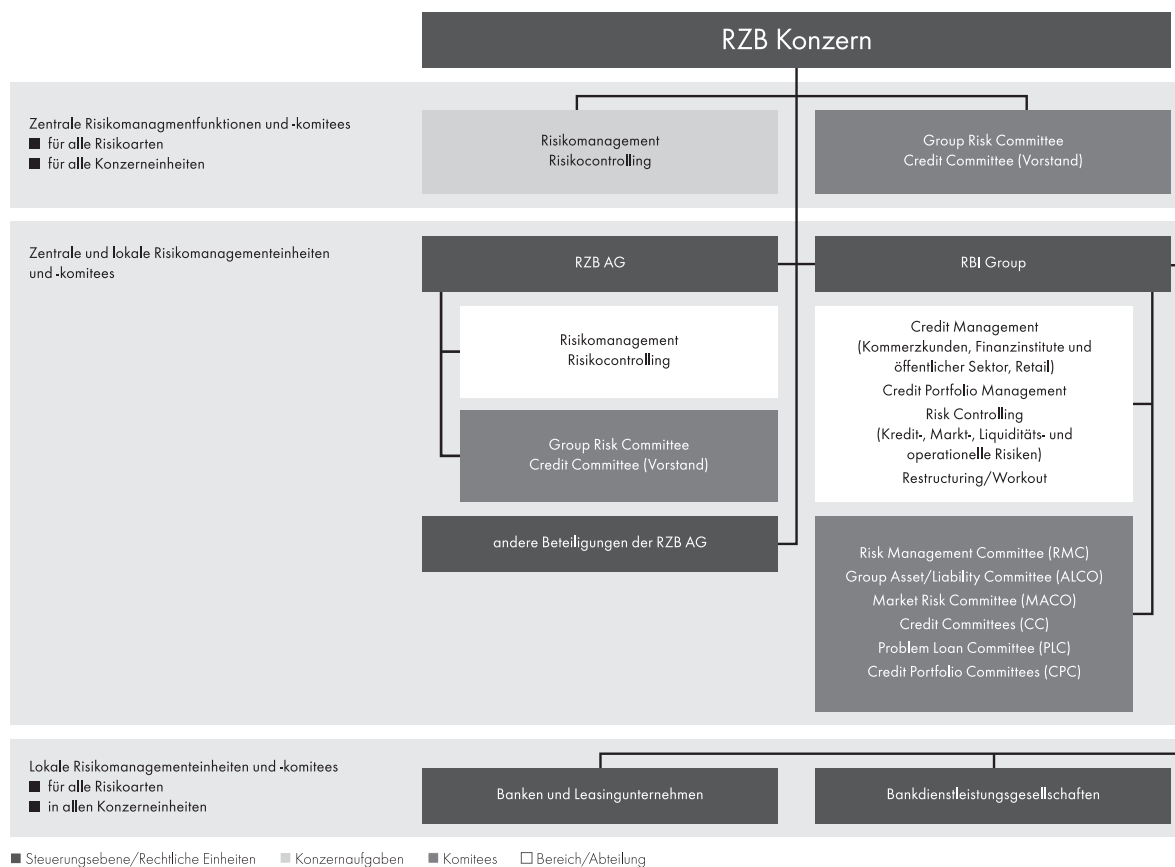 RZB Konzern
Zentrale Risikomanagmentfunktionen und -komitees
■ für alle Risikoarten
■ für alle Konzerneinheiten
Risikomanagement
Risikocontrolling
Group Risk Committee
Credit Committee (Vorstand)
Zentrale und lokale Risikomanagementeinheiten
und -komitees
RZB AG
RBI Group
Risikomanagement
Risikocontrolling
Group Risk Committee
Credit Committee (Vorstand)
andere Beteiligungen der RZB AG
Credit Management
(Kommerzkunden, Finanzinstitute und
öffentlicher Sektor, Retail)
Credit Portfolio Management
Risk Controlling
(Kredit-, Markt-, Liquiditäts- und
operationelle Risiken)
Restructuring/Workout
Risk Management Committee (RMC)
Group Asset/Liability Committee (ALCO)
Market Risk Committee (MACO)
Credit Committees (CC)
Problem Loan Committee (PLC)
Credit Portfolio Committees (CPC)
Lokale Risikomanagementeinheiten und -komitees
■ für alle Risikoarten
■ in allen Konzerneinheiten
Banken und Leasingunternehmen
Bankdienstleistungsgesellschaften
■ Steuerungsebene/Rechtliche Einheiten ■ Konzernaufgaben ■ Komitees □ Bereich/Abteilung